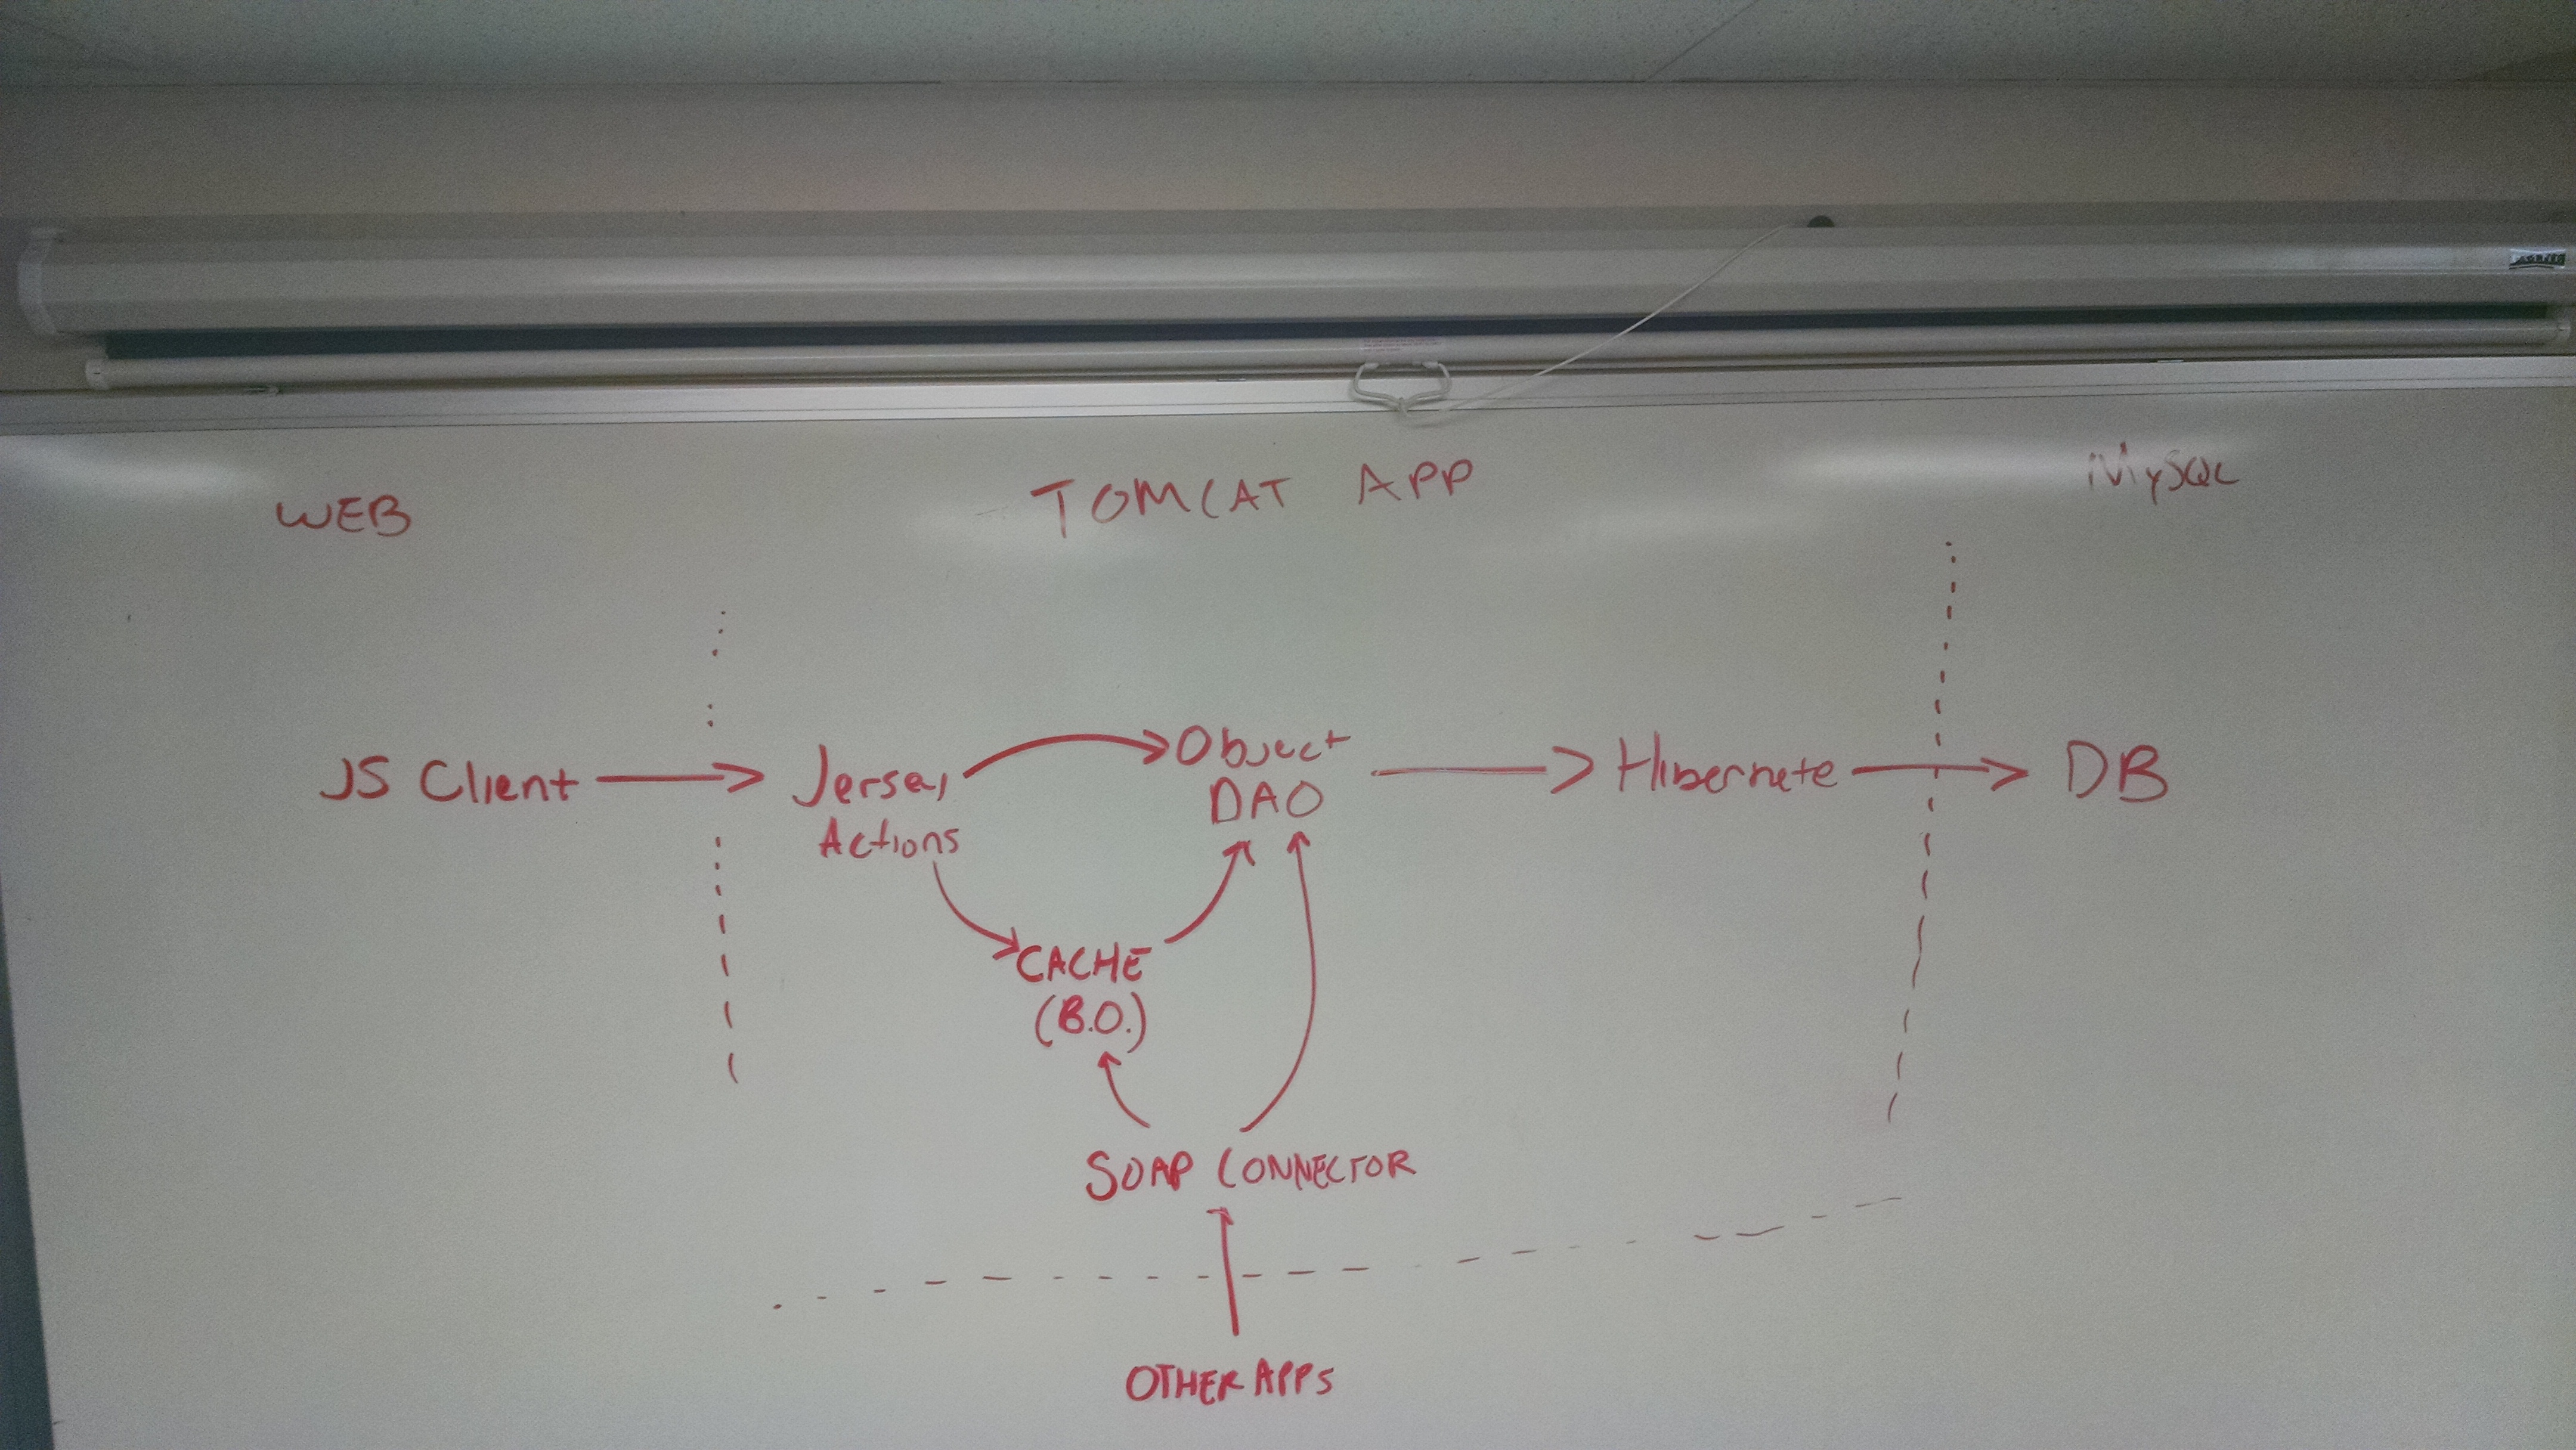 WEB
TOMCAT APP
MySQL
JS Client
Jersey
Actions
Object
DAO
Hibernate
DB
CACHE
(B.O.)
SOAP CONNECTOR
OTHER APPS